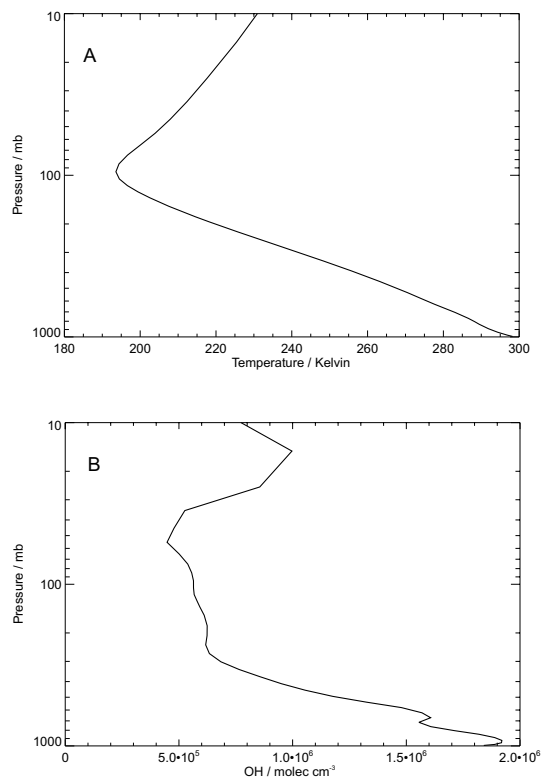 10
A
Pressure / mb
100
1000
180 200 220 240 260 280 300
Temperature / Kelvin
10
B
Pressure / mb
100
1000
0 5.0•10⁵ 1.0•10⁶ 1.5•10⁶ 2.0•10⁶
OH / molec cm⁻³